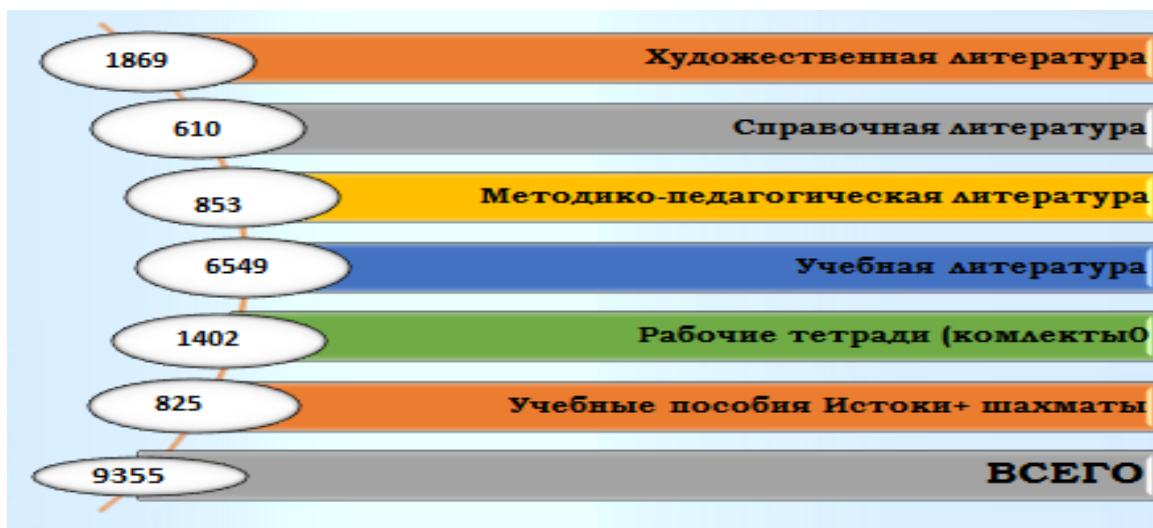 1869 Художественная литература
610 Справочная литература
853 Методико-педагогическая литература
6549 Учебная литература
1402 Рабочие тетради (комлекты0
825 Учебные пособия Истоки+ шахматы
9355 ВСЕГО